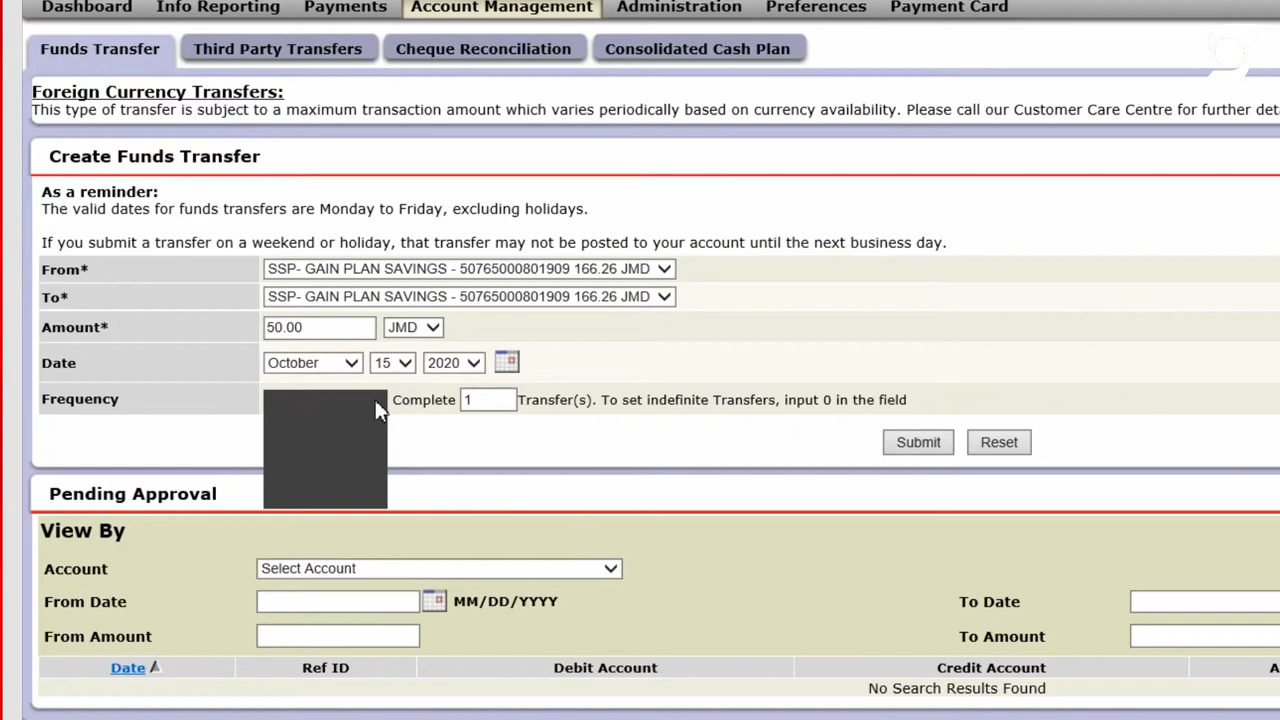 Dashboard Info Reporting Payments Account Management Administration Preferences Payment Card
Funds Transfer Third Party Transfers Cheque Reconciliation Consolidated Cash Plan
Foreign Currency Transfers:
This type of transfer is subject to a maximum transaction amount which varies periodically based on currency availability. Please call our Customer Care Centre for further
Create Funds Transfer
As a reminder:
The valid dates for funds transfers are Monday to Friday, excluding holidays.
If you submit a transfer on a weekend or holiday, that transfer may not be posted to your account until the next business day.
From* SSP- GAIN PLAN SAVINGS - 50765000801909 166.26 JMD
To* SSP- GAIN PLAN SAVINGS - 50765000801909 166.26 JMD
Amount* 50.00 JMD
Date October 15 2020
Frequency Complete 1 Transfer(s). To set indefinite Transfers, input 0 in the field
Submit Reset
Pending Approval
View By
Account Select Account
From Date MM/DD/YYYY To Date
From Amount To Amount
Date Ref ID Debit Account Credit Account
No Search Results Found